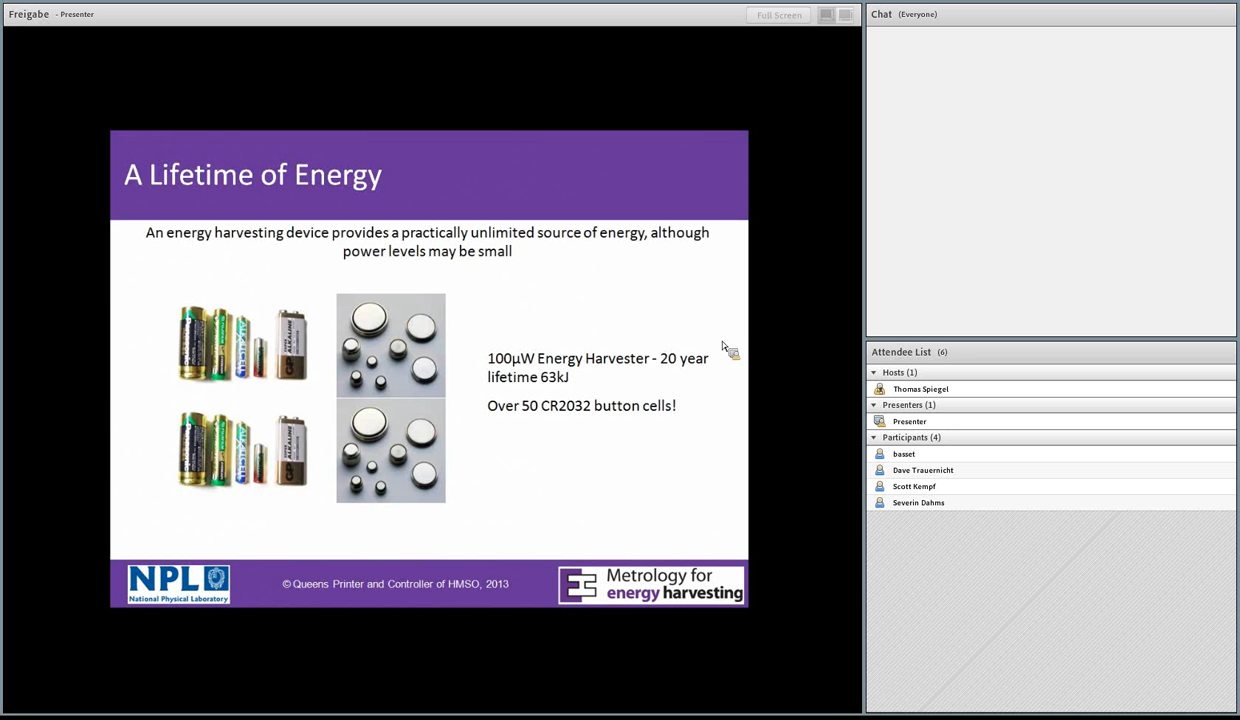 Freigabe - Presenter
Full Screen
A Lifetime of Energy
An energy harvesting device provides a practically unlimited source of energy, although
power levels may be small
100µW Energy Harvester - 20 year
lifetime 63kJ
Over 50 CR2032 button cells!
NPL
National Physical Laboratory
© Queens Printer and Controller of HMSO, 2013
Metrology for
energy harvesting
Chat (Everyone)
Attendee List (6)
Hosts (1)
Thomas Spiegel
Presenters (1)
Presenter
Participants (4)
basset
Dave Trauernicht
Scott Kempf
Severin Dahms